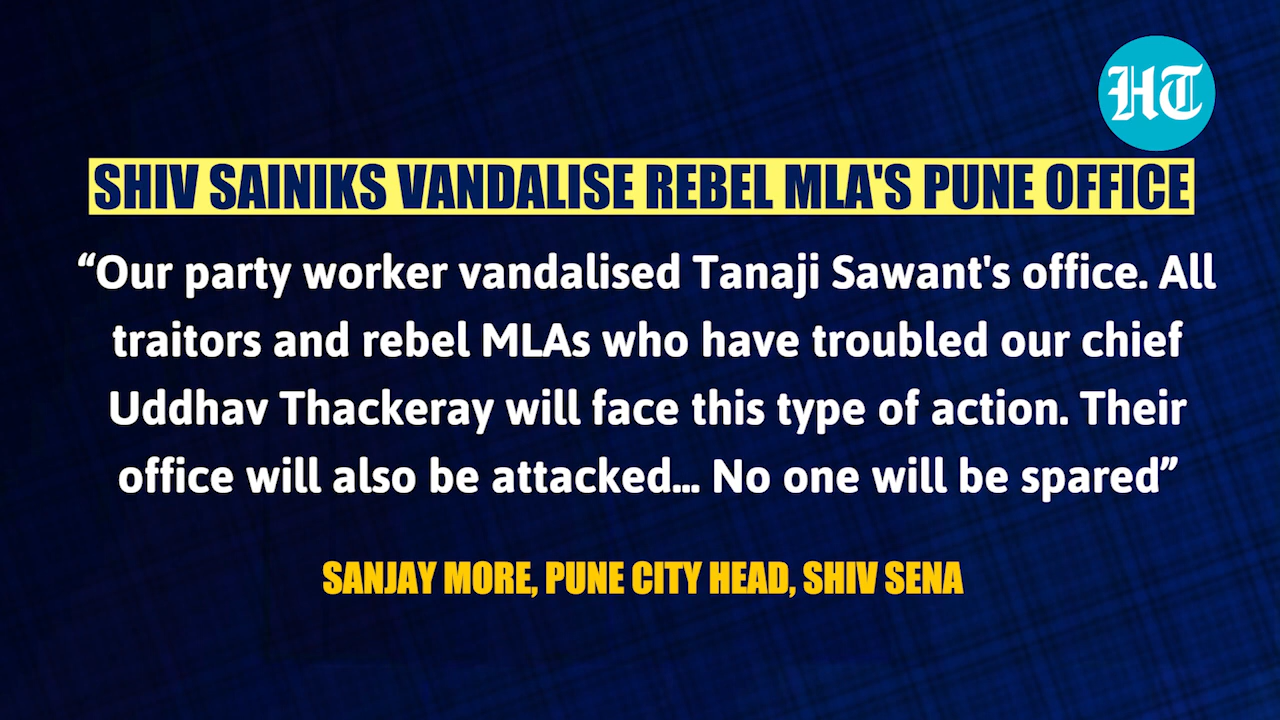 HT
SHIV SAINIKS VANDALISE REBEL MLA'S PUNE OFFICE
“Our party worker vandalised Tanaji Sawant's office. All
traitors and rebel MLAs who have troubled our chief
Uddhav Thackeray will face this type of action. Their
office will also be attacked... No one will be spared”
SANJAY MORE, PUNE CITY HEAD, SHIV SENA